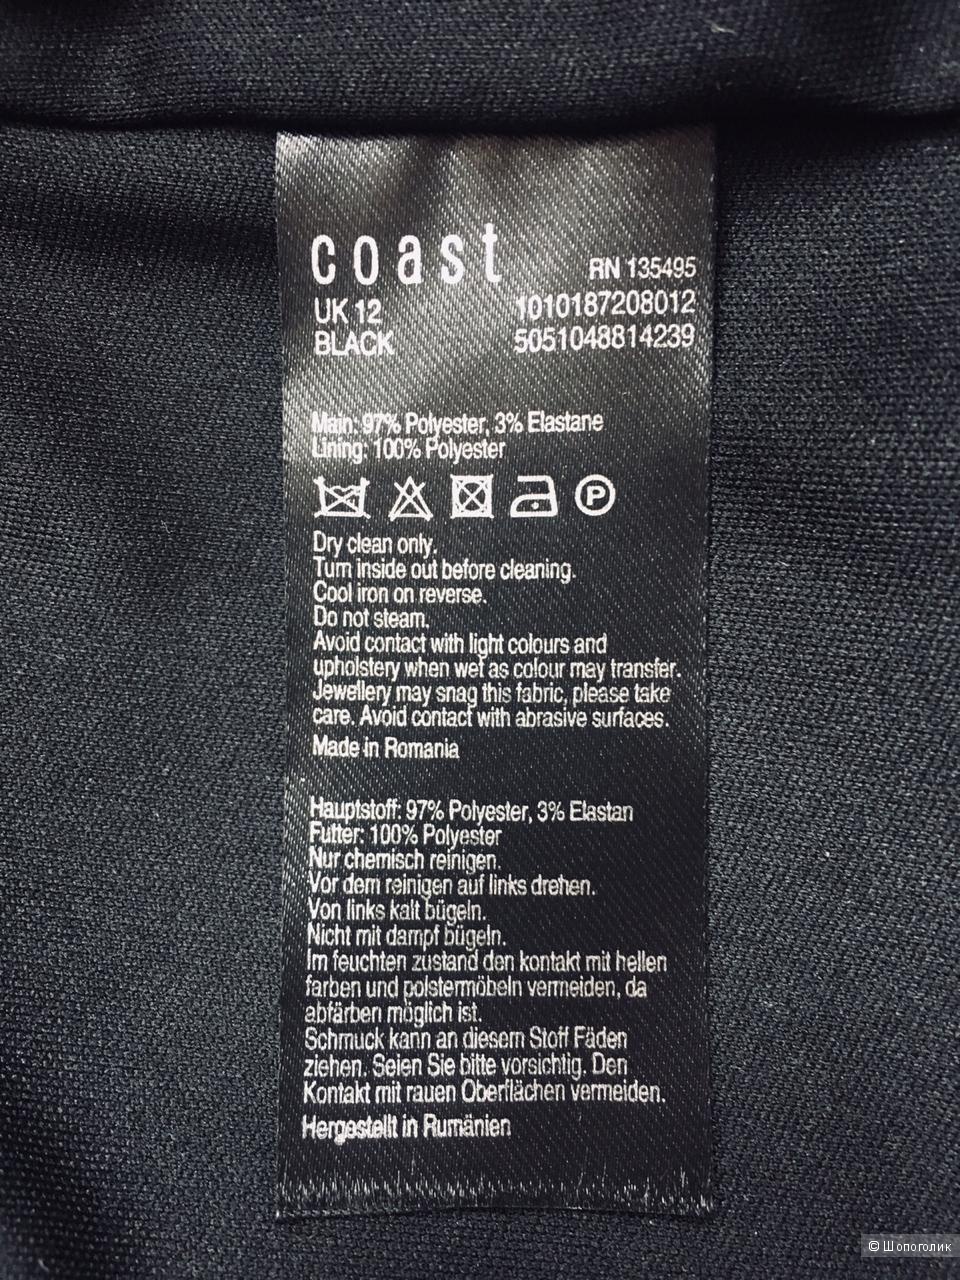 coast
RN 135495
UK 12 1010187208012
BLACK 5051048814239
Main: 97% Polyester, 3% Elastane
Lining: 100% Polyester
P
Dry clean only.
Turn inside out before cleaning.
Cool iron on reverse.
Do not steam.
Avoid contact with light colours and
upholstery when wet as colour may transfer.
Jewellery may snag this fabric, please take
care. Avoid contact with abrasive surfaces.
Made in Romania
Hauptstoff: 97% Polyester, 3% Elastan
Futter: 100% Polyester
Nur chemisch reinigen.
Vor dem reinigen auf links drehen.
Von links kalt bügeln.
Nicht mit dampf bügeln.
Im feuchten zustand den kontakt mit hellen
farben und polstermöbeln vermeiden, da
abfärben möglich ist.
Schmuck kann an diesem Stoff Fäden
ziehen. Seien Sie bitte vorsichtig. Den
Kontakt mit rauen Oberflächen vermeiden.
Hergestellt in Rumänien
© Шопоголик